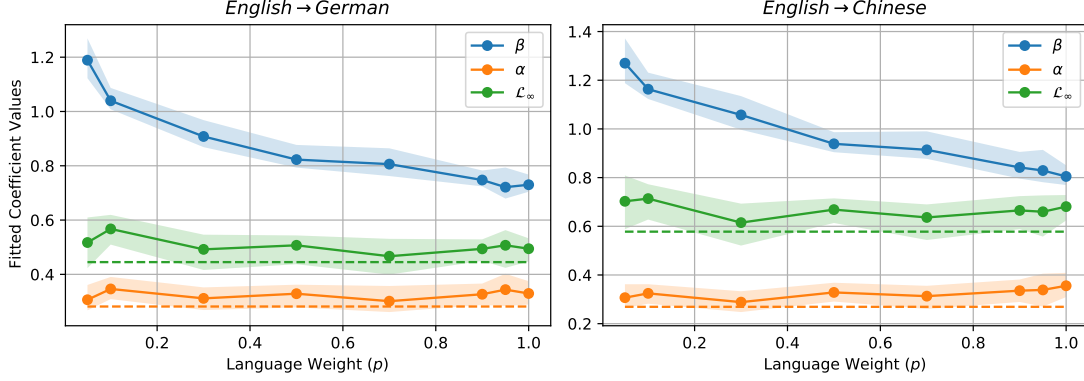 English → German
Fitted Coefficient Values
1.2
1.0
0.8
0.6
0.4
β
α
ℒ∞
0.2 0.4 0.6 0.8 1.0
Language Weight (p)
English → Chinese
1.4
1.2
1.0
0.8
0.6
0.4
0.2
β
α
ℒ∞
0.2 0.4 0.6 0.8 1.0
Language Weight (p)